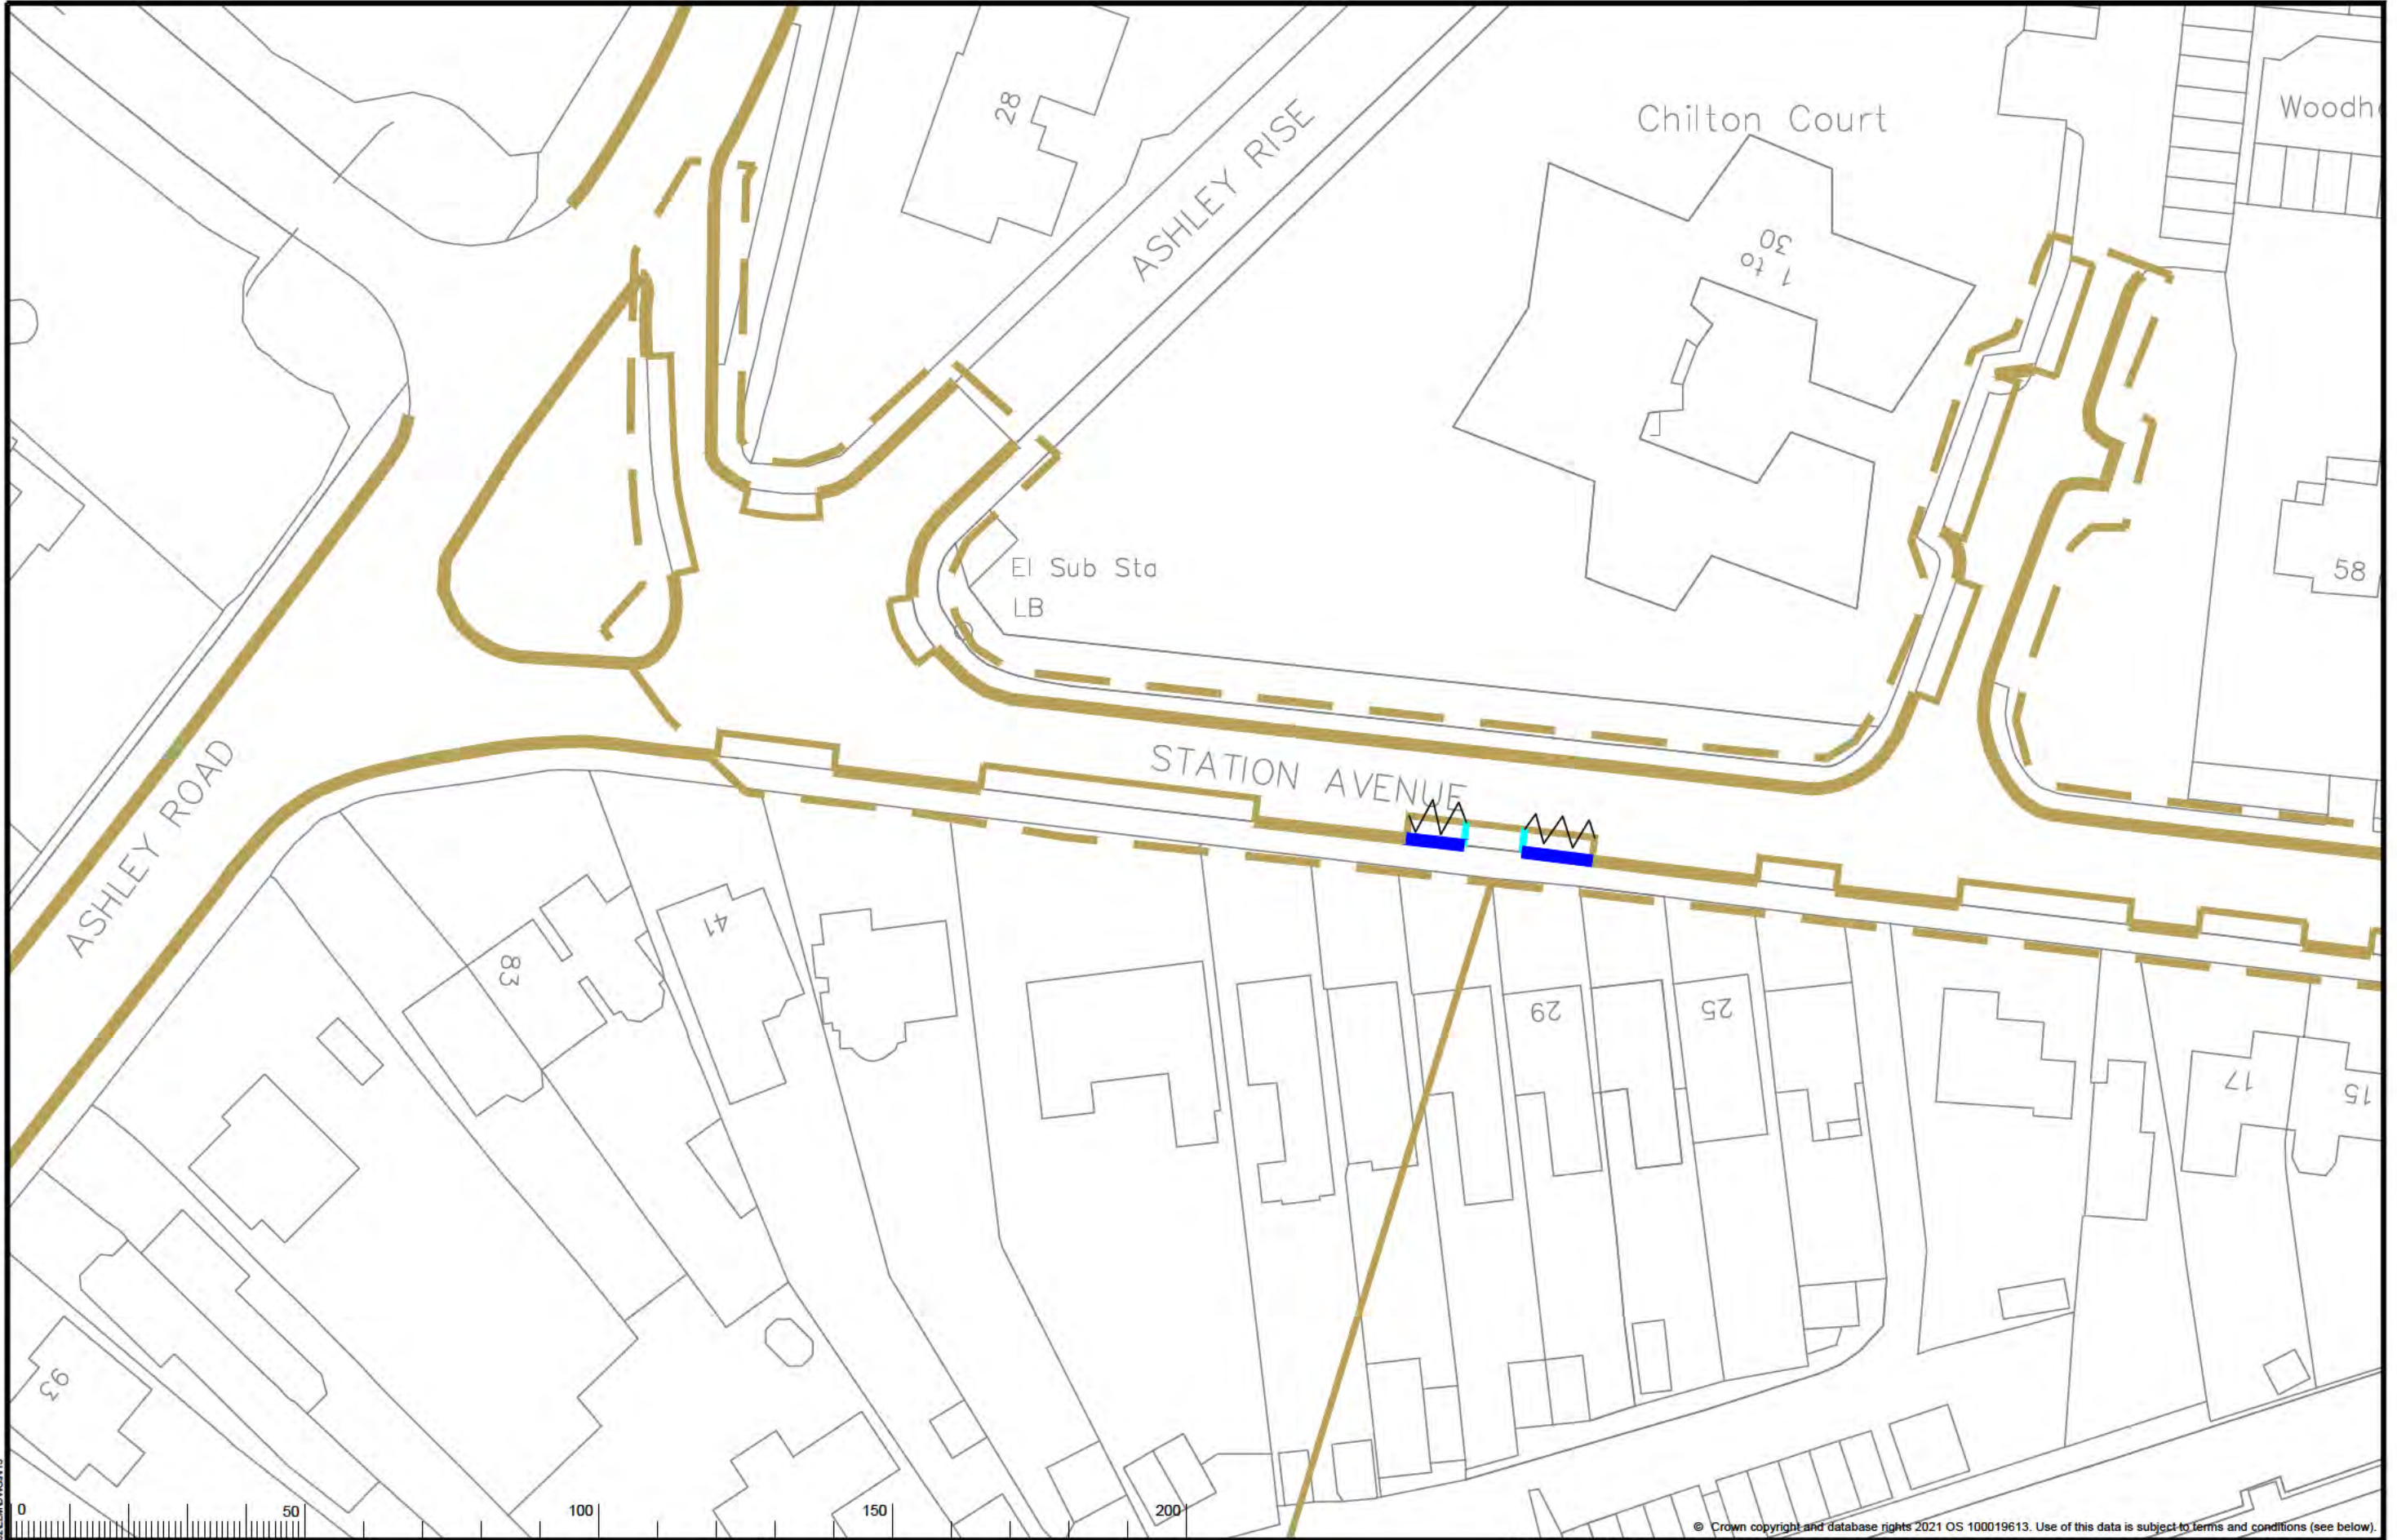 Chilton Court
Woodh
28
ASHLEY RISE
1 to
30
El Sub Sta
LB
58
STATION AVENUE
ASHLEY ROAD
41
83
29
25
17
15
93
0
50
100
150
200
© Crown copyright and database rights 2021 OS 100019613. Use of this data is subject to terms and conditions (see below).